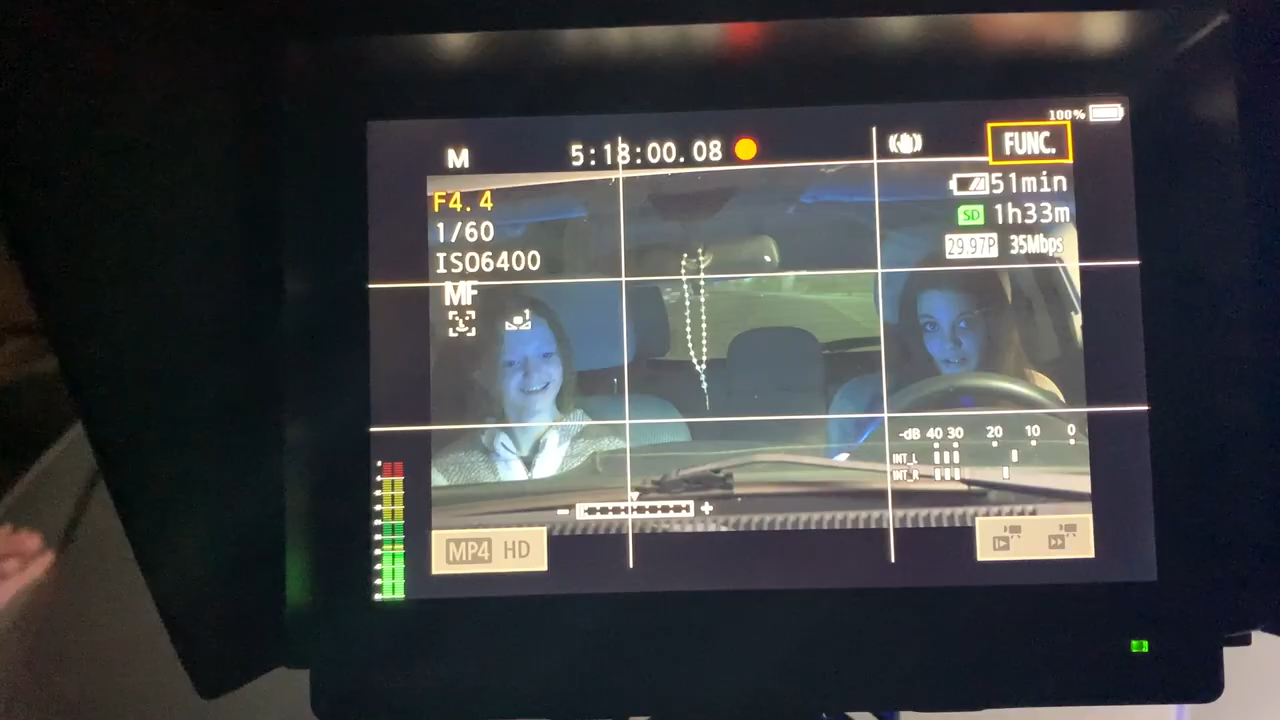 100%
M 5:18:00.08 FUNC.
F4.4 51min
1/60 SD 1h33m
ISO6400 29.97P 35Mbps
MF
1
-dB 40 30 20 10 0
INT_L
INT_R
− +
MP4 HD